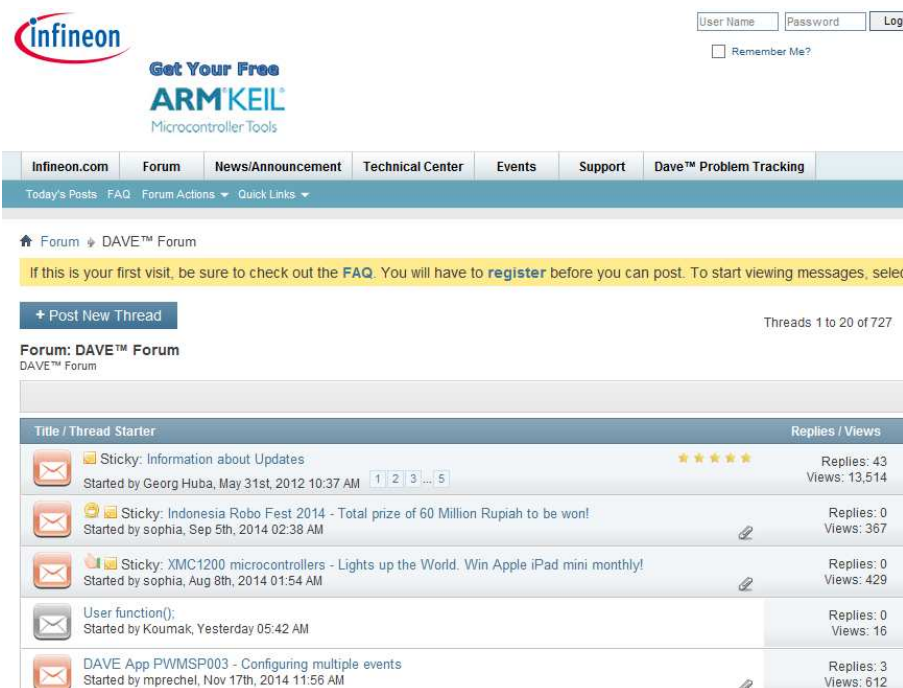 infineon
User Name Password Log
Remember Me?
Get Your Free
ARM KEIL
Microcontroller Tools
Infineon.com Forum News/Announcement Technical Center Events Support Dave™ Problem Tracking
Today's Posts FAQ Forum Actions Quick Links
Forum DAVE™ Forum
If this is your first visit, be sure to check out the FAQ. You will have to register before you can post. To start viewing messages, selec
+ Post New Thread
Threads 1 to 20 of 727
Forum: DAVE™ Forum
DAVE™ Forum
Title / Thread Starter Replies / Views
Sticky: Information about Updates Replies: 43
Started by Georg Huba, May 31st, 2012 10:37 AM 1 2 3 ... 5 Views: 13,514
Sticky: Indonesia Robo Fest 2014 - Total prize of 60 Million Rupiah to be won! Replies: 0
Started by sophia, Sep 5th, 2014 02:38 AM Views: 367
Sticky: XMC1200 microcontrollers - Lights up the World. Win Apple iPad mini monthly! Replies: 0
Started by sophia, Aug 8th, 2014 01:54 AM Views: 429
User function(); Replies: 0
Started by Koumak, Yesterday 05:42 AM Views: 16
DAVE App PWMSP003 - Configuring multiple events Replies: 3
Started by mprechel, Nov 17th, 2014 11:56 AM Views: 612